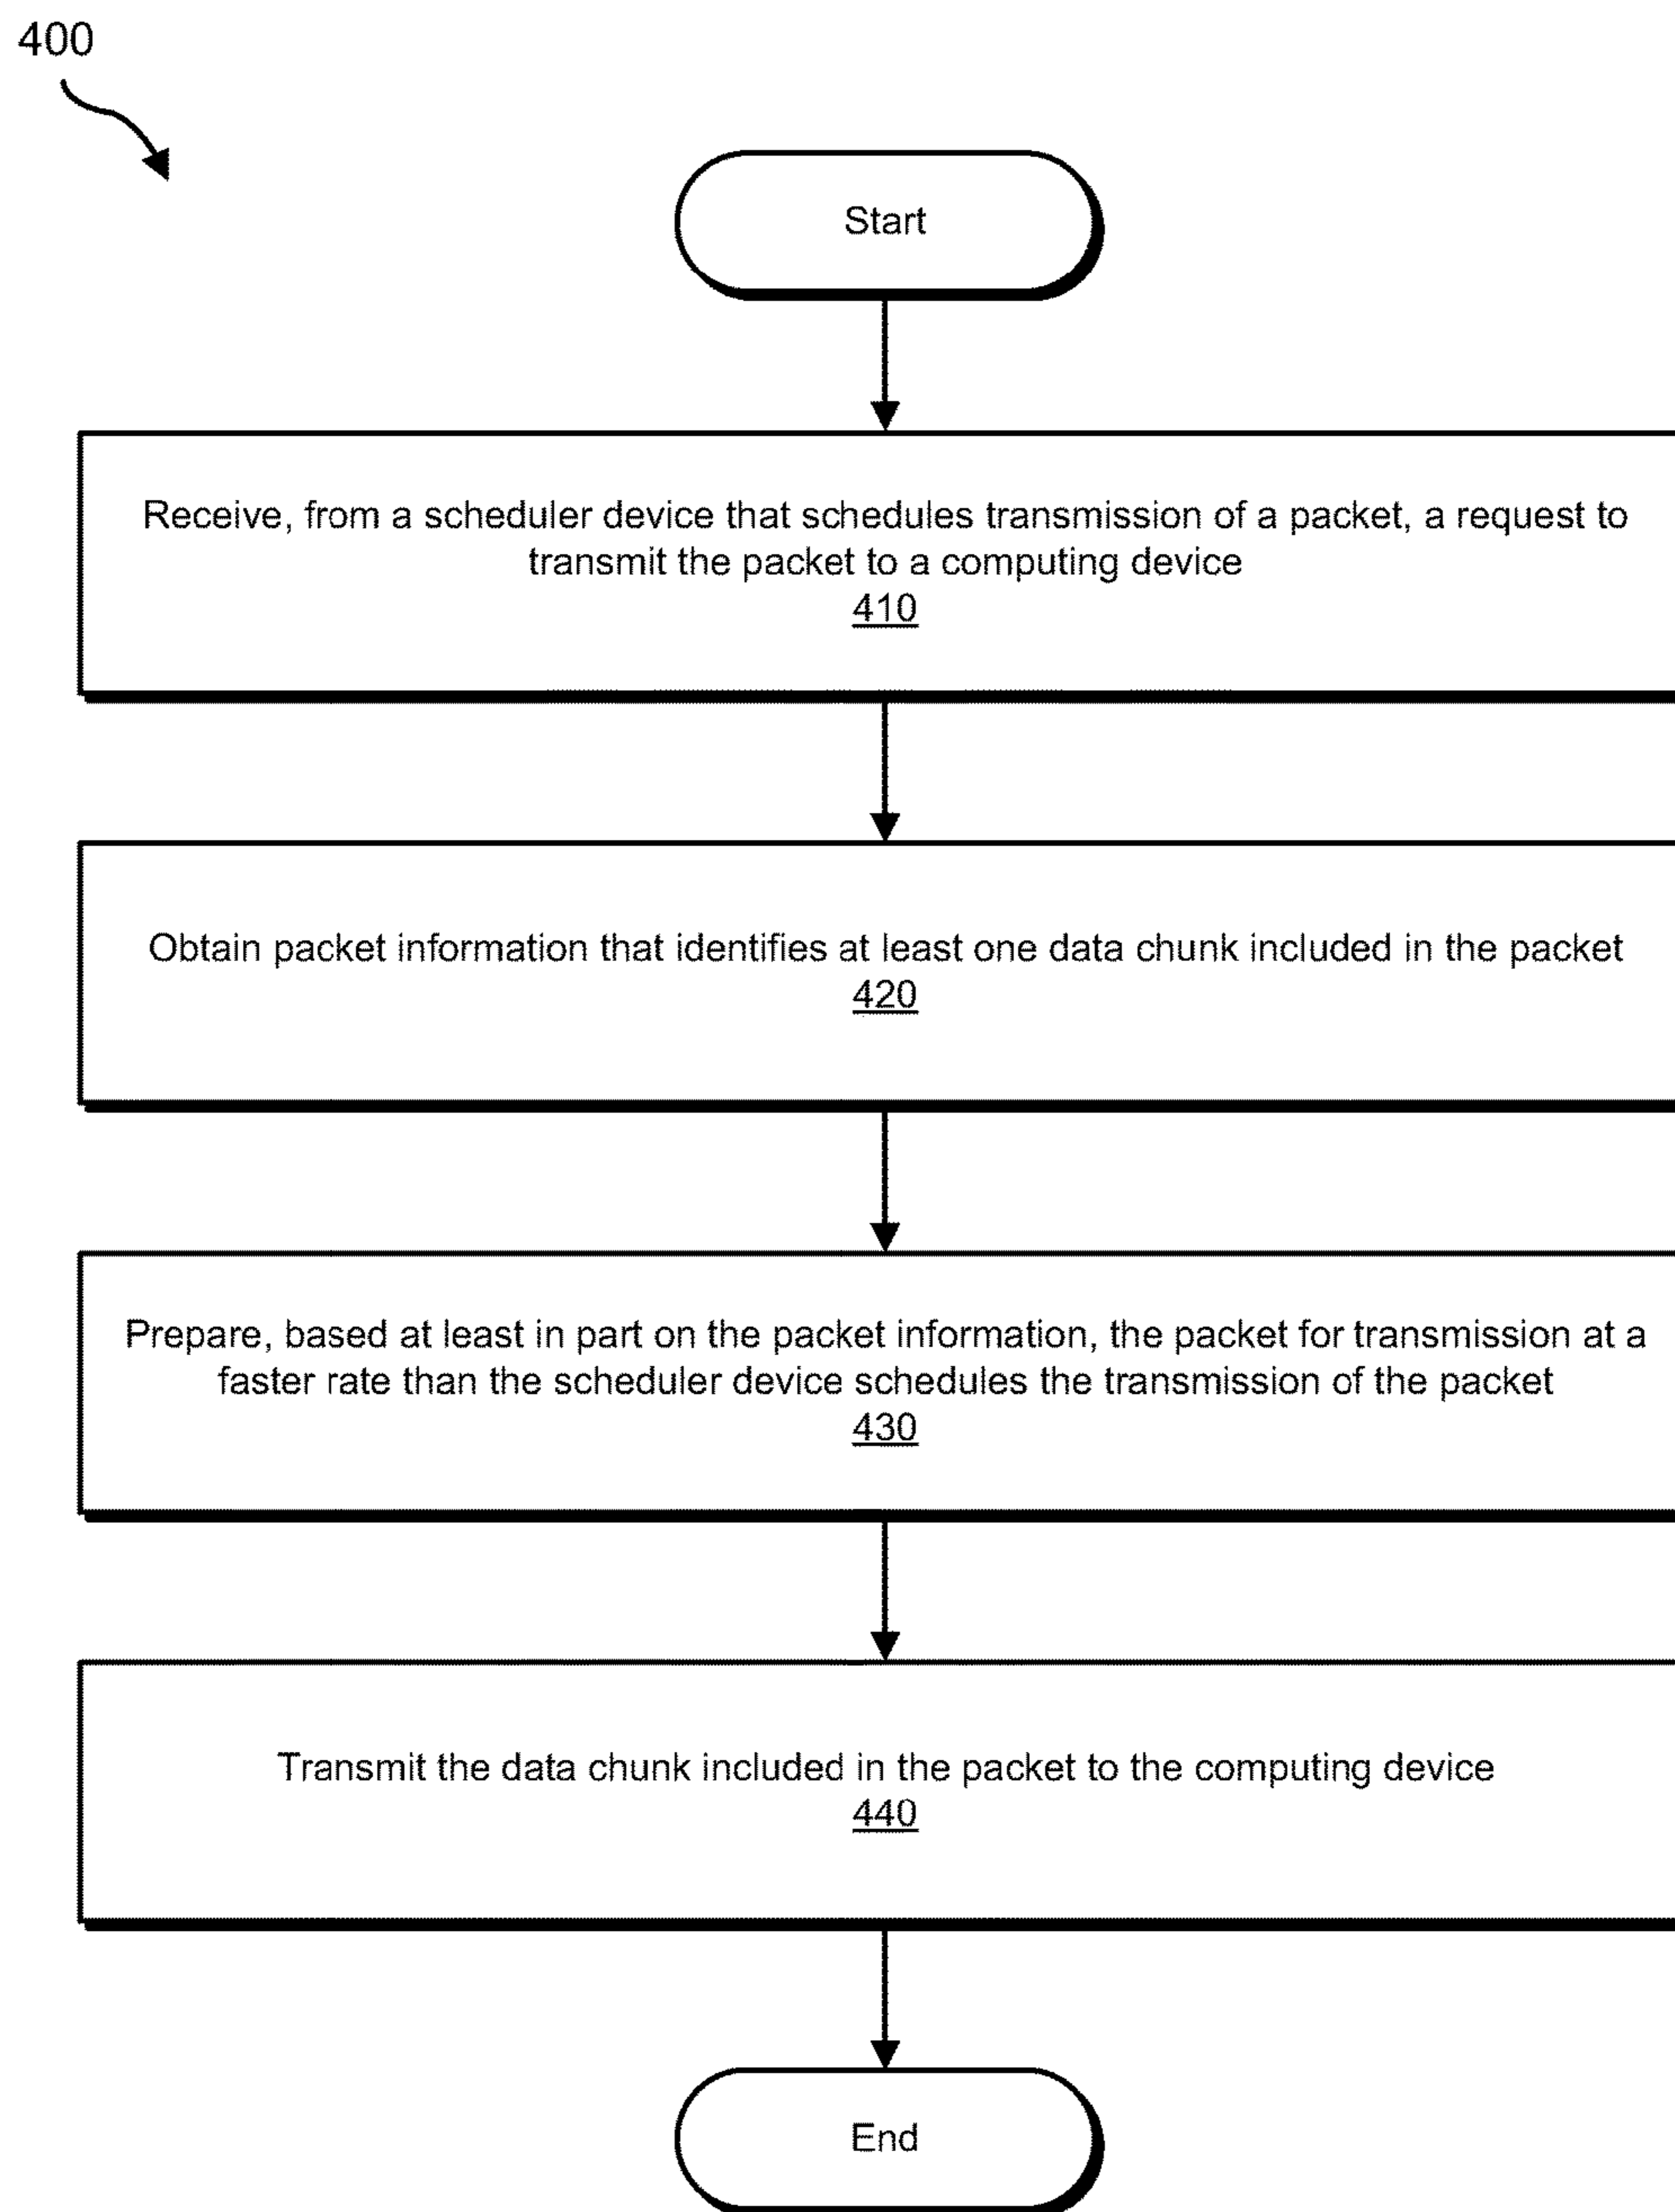 400
Start
Receive, from a scheduler device that schedules transmission of a packet, a request to
transmit the packet to a computing device
410
Obtain packet information that identifies at least one data chunk included in the packet
420
Prepare, based at least in part on the packet information, the packet for transmission at a
faster rate than the scheduler device schedules the transmission of the packet
430
Transmit the data chunk included in the packet to the computing device
440
End